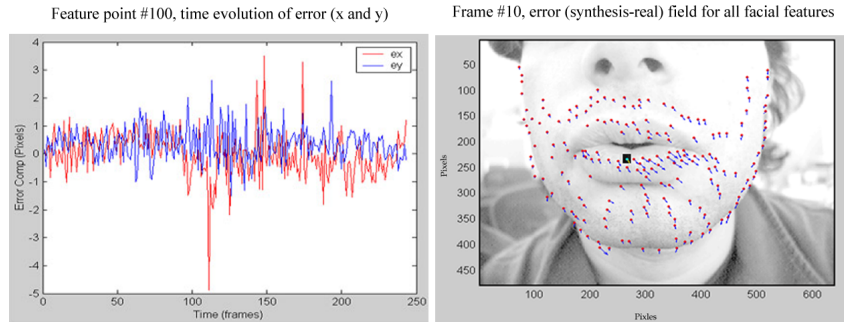 Feature point #100, time evolution of error (x and y)
4
3
2
1
0
-1
-2
-3
-4
-5
Error Comp (Pixels)
ex
ey
0 50 100 150 200 250
Time (frames)
Frame #10, error (synthesis-real) field for all facial features
50
100
150
200
250
300
350
400
450
Pixels
100 200 300 400 500 600
Pixles